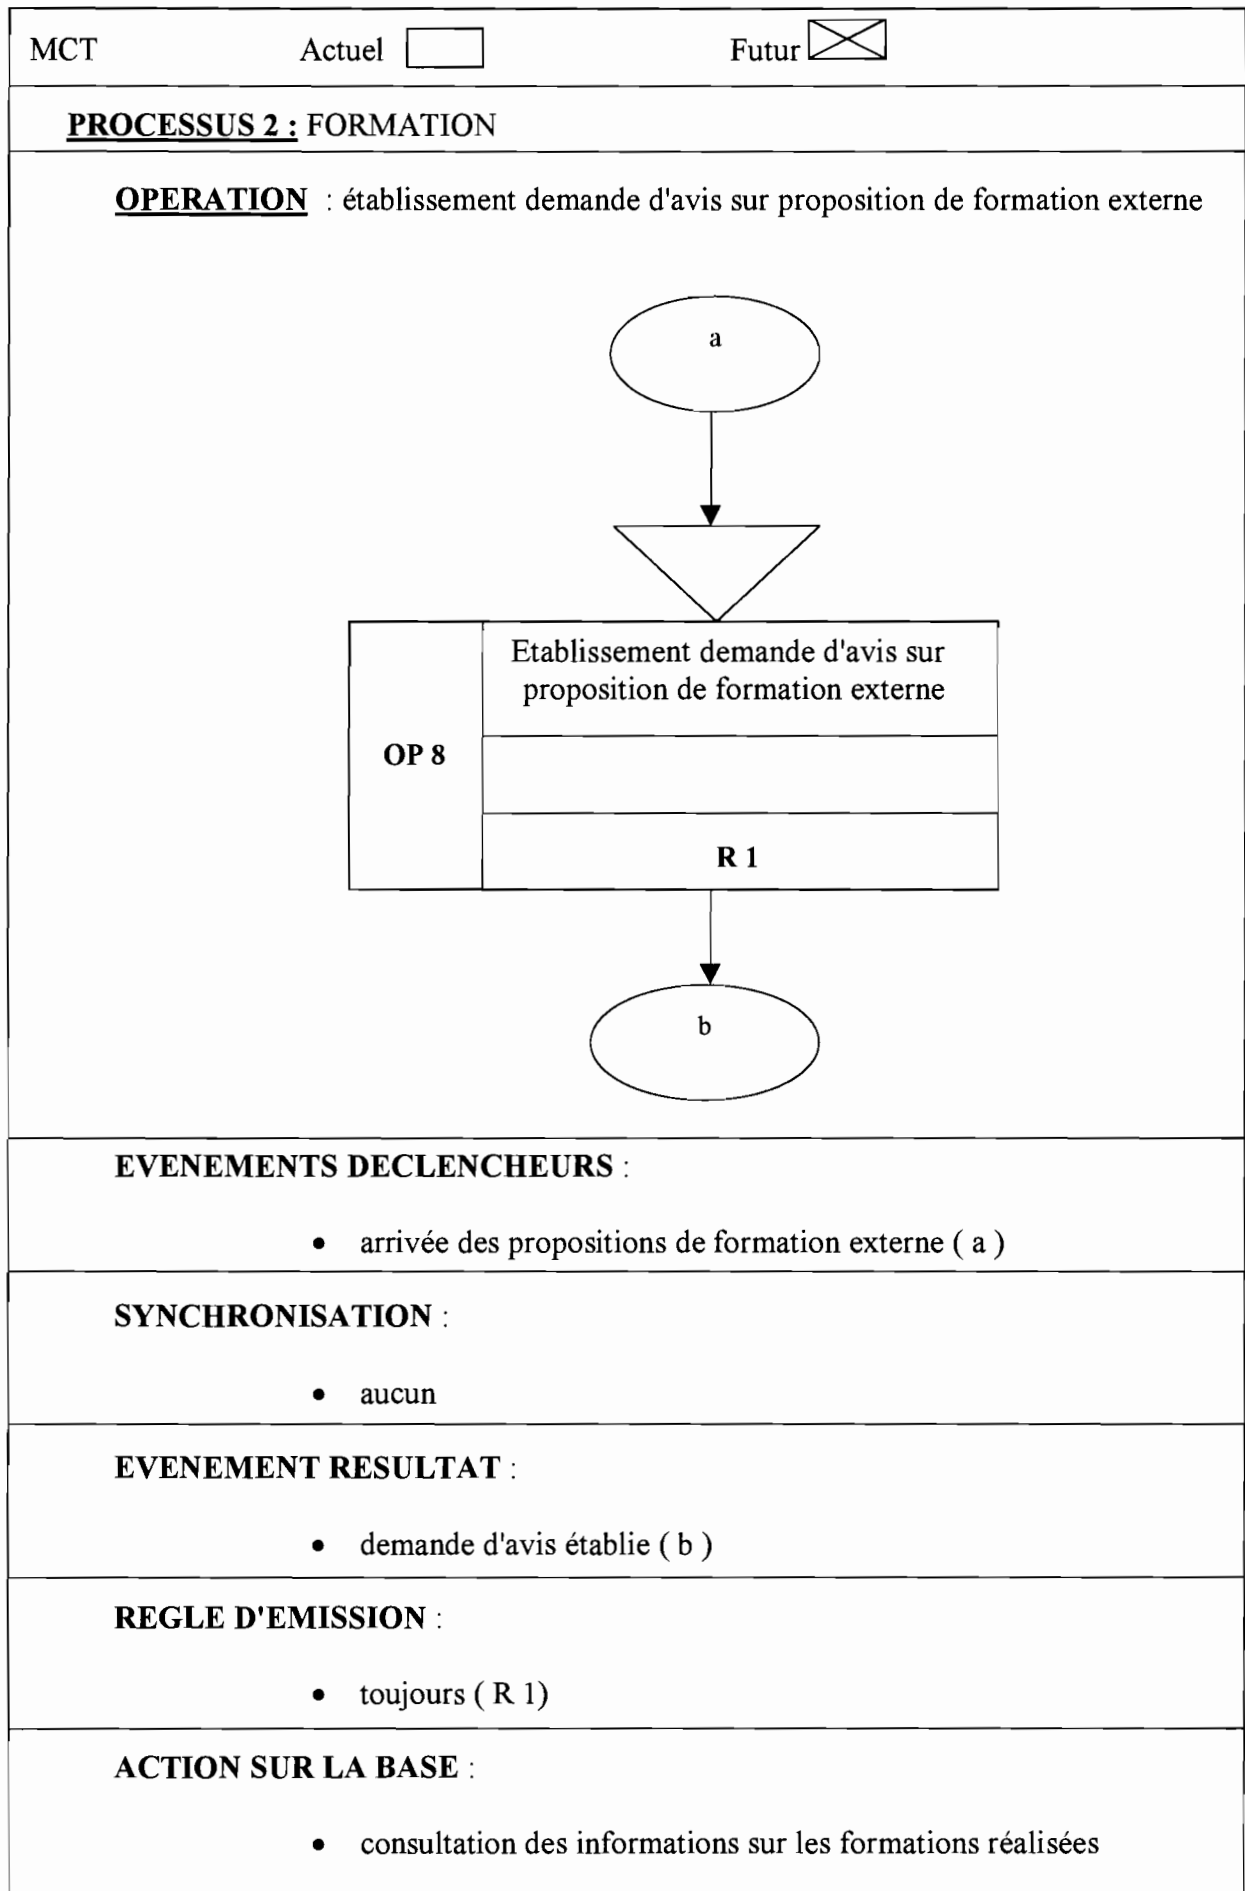 MCT Actuel Futur
PROCESSUS 2 : FORMATION
OPERATION : établissement demande d'avis sur proposition de formation externe
a
Etablissement demande d'avis sur
proposition de formation externe
OP 8
R 1
b
EVENEMENTS DECLENCHEURS :
• arrivée des propositions de formation externe ( a )
SYNCHRONISATION :
• aucun
EVENEMENT RESULTAT :
• demande d'avis établie ( b )
REGLE D'EMISSION :
• toujours ( R 1)
ACTION SUR LA BASE :
• consultation des informations sur les formations réalisées